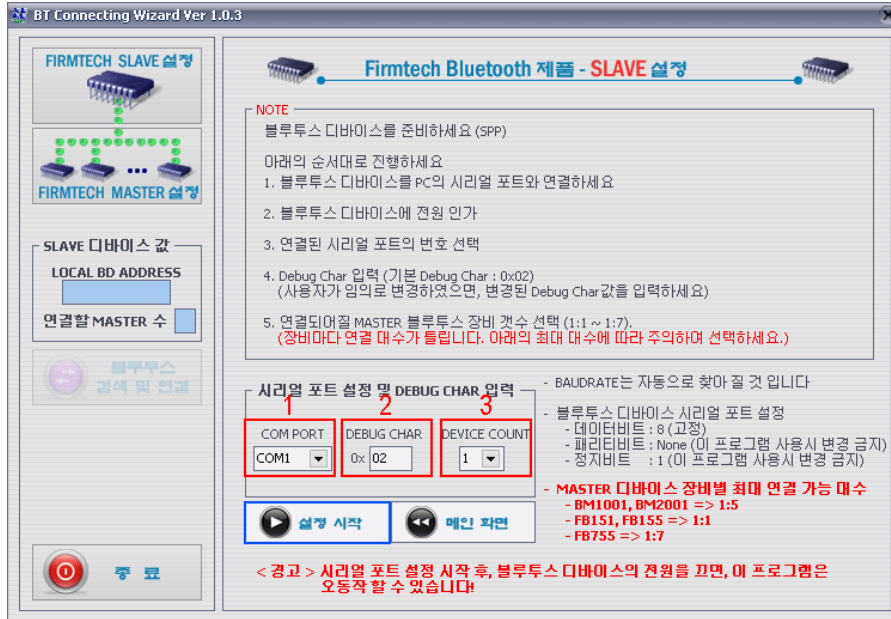 BT Connecting Wizard Ver 1.0.3
FIRMTECH SLAVE 설정
...
FIRMTECH MASTER 설정
SLAVE 디바이스 값
LOCAL BD ADDRESS
연결할 MASTER 수
블루투스
검색 및 연결
종 료
Firmtech Bluetooth 제품 - SLAVE 설정
NOTE
블루투스 디바이스를 준비하세요 (SPP)
아래의 순서대로 진행하세요
1. 블루투스 디바이스를 PC의 시리얼 포트와 연결하세요
2. 블루투스 디바이스에 전원 인가
3. 연결된 시리얼 포트의 번호 선택
4. Debug Char 입력 (기본 Debug Char : 0x02)
(사용자가 임의로 변경하였으면, 변경된 Debug Char값을 입력하세요)
5. 연결되어질 MASTER 블루투스 장비 갯수 선택 (1:1 ~ 1:7).
(장비마다 연결 대수가 틀립니다. 아래의 최대 대수에 따라 주의하여 선택하세요.)
시리얼 포트 설정 및 DEBUG CHAR 입력
1 2 3
COM PORT DEBUG CHAR DEVICE COUNT
COM1 0x 02 1
설정 시작 메인 화면
- BAUDRATE는 자동으로 찾아 질 것 입니다
- 블루투스 디바이스 시리얼 포트 설정
- 데이터비트 : 8 (고정)
- 패리티비트 : None (이 프로그램 사용시 변경 금지)
- 정지비트 : 1 (이 프로그램 사용시 변경 금지)
- MASTER 디바이스 장비별 최대 연결 가능 대수
- BM1001, BM2001 => 1:5
- FB151, FB155 => 1:1
- FB755 => 1:7
< 경고 > 시리얼 포트 설정 시작 후, 블루투스 디바이스의 전원을 끄면, 이 프로그램은
오동작 할 수 있습니다!